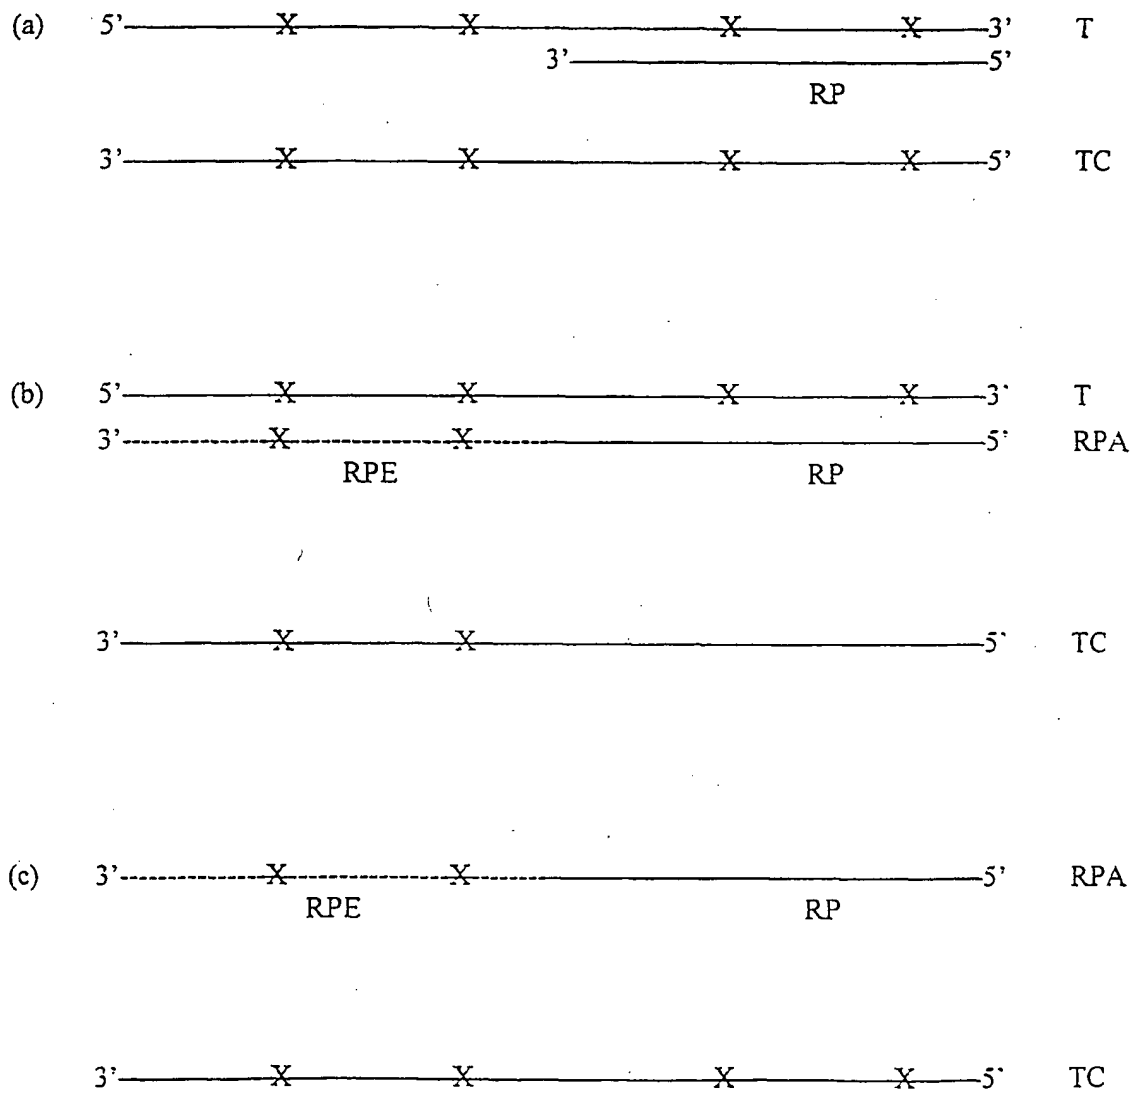 (a) 5' X X X X 3' T
3' 5'
RP
3' X X X X 5' TC
(b) 5' X X X X 3' T
3' X X 5' RPA
RPE RP
3' X X 5' TC
(c) 3' X X 5' RPA
RPE RP
3' X X X X 5' TC